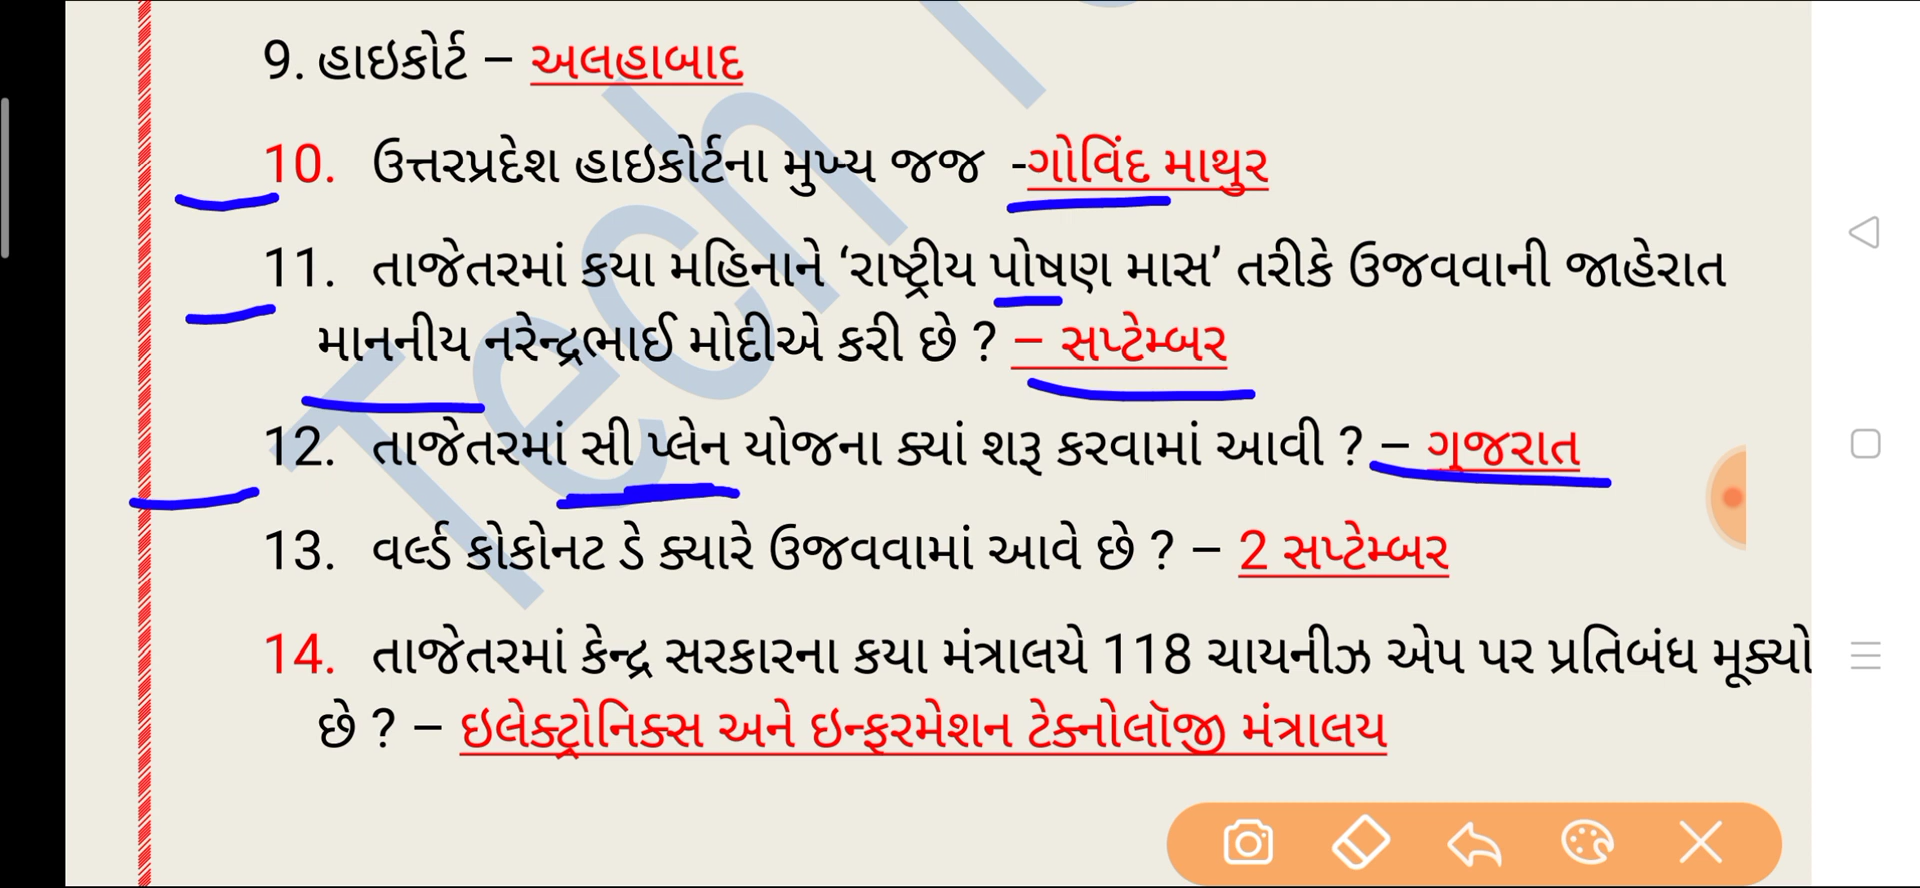 9. હાઇકોર્ટ – અલહાબાદ
10. ઉત્તરપ્રદેશ હાઇકોર્ટના મુખ્ય જજ -ગોવિંદ માથુર
11. તાજેતરમાં કયા મહિનાને ‘રાષ્ટ્રીય પોષણ માસ’ તરીકે ઉજવવાની જાહેરાત
માનનીય નરેન્દ્રભાઈ મોદીએ કરી છે ? – સપ્ટેમ્બર
12. તાજેતરમાં સી પ્લેન યોજના ક્યાં શરૂ કરવામાં આવી ? – ગુજરાત
13. વર્લ્ડ કોકોનટ ડે ક્યારે ઉજવવામાં આવે છે ? – 2 સપ્ટેમ્બર
14. તાજેતરમાં કેન્દ્ર સરકારના કયા મંત્રાલયે 118 ચાયનીઝ એપ પર પ્રતિબંધ મૂક્યો
છે ? – ઇલેક્ટ્રોનિક્સ અને ઇન્ફરમેશન ટેક્નોલૉજી મંત્રાલય
Tech